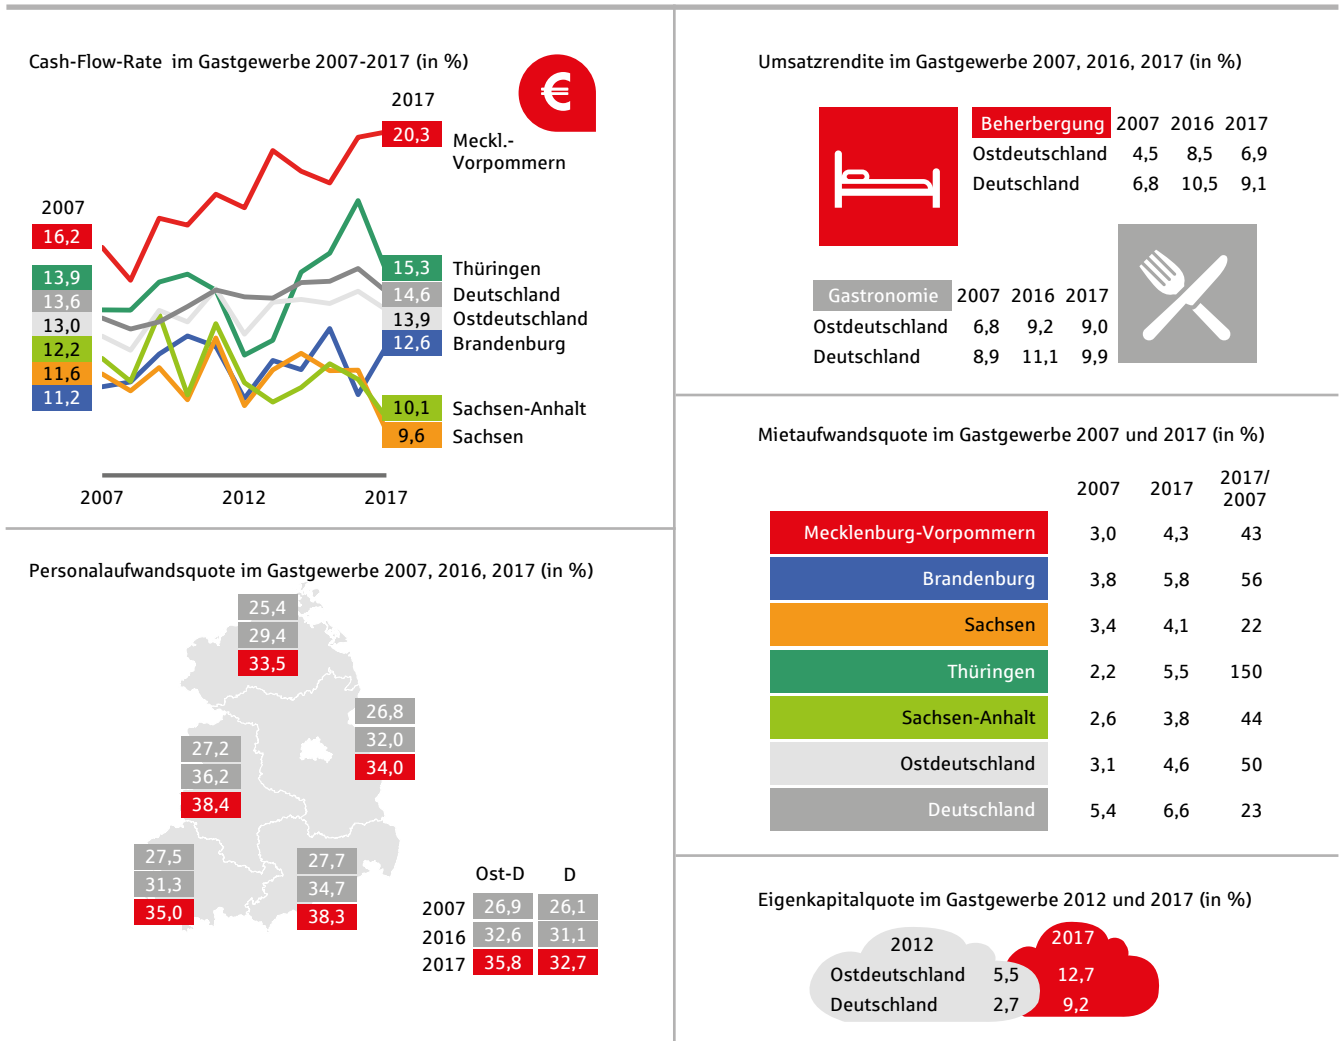 Cash-Flow-Rate im Gastgewerbe 2007-2017 (in %)
€
2017
20,3 Meckl.-
Vorpommern
2007
16,2
13,9
13,6
13,0
12,2
11,6
11,2
15,3 Thüringen
14,6 Deutschland
13,9 Ostdeutschland
12,6 Brandenburg
10,1 Sachsen-Anhalt
9,6 Sachsen
2007 2012 2017
Personalaufwandsquote im Gastgewerbe 2007, 2016, 2017 (in %)
25,4
29,4
33,5
26,8
32,0
34,0
27,2
36,2
38,4
27,5
31,3
35,0
27,7
34,7
38,3
Ost-D D
2007 26,9 26,1
2016 32,6 31,1
2017 35,8 32,7
Umsatzrendite im Gastgewerbe 2007, 2016, 2017 (in %)
Beherbergung 2007 2016 2017
Ostdeutschland 4,5 8,5 6,9
Deutschland 6,8 10,5 9,1
Gastronomie 2007 2016 2017
Ostdeutschland 6,8 9,2 9,0
Deutschland 8,9 11,1 9,9
Mietaufwandsquote im Gastgewerbe 2007 und 2017 (in %)
2007 2017 2017/
2007
Mecklenburg-Vorpommern 3,0 4,3 43
Brandenburg 3,8 5,8 56
Sachsen 3,4 4,1 22
Thüringen 2,2 5,5 150
Sachsen-Anhalt 2,6 3,8 44
Ostdeutschland 3,1 4,6 50
Deutschland 5,4 6,6 23
Eigenkapitalquote im Gastgewerbe 2012 und 2017 (in %)
2012 2017
Ostdeutschland 5,5 12,7
Deutschland 2,7 9,2